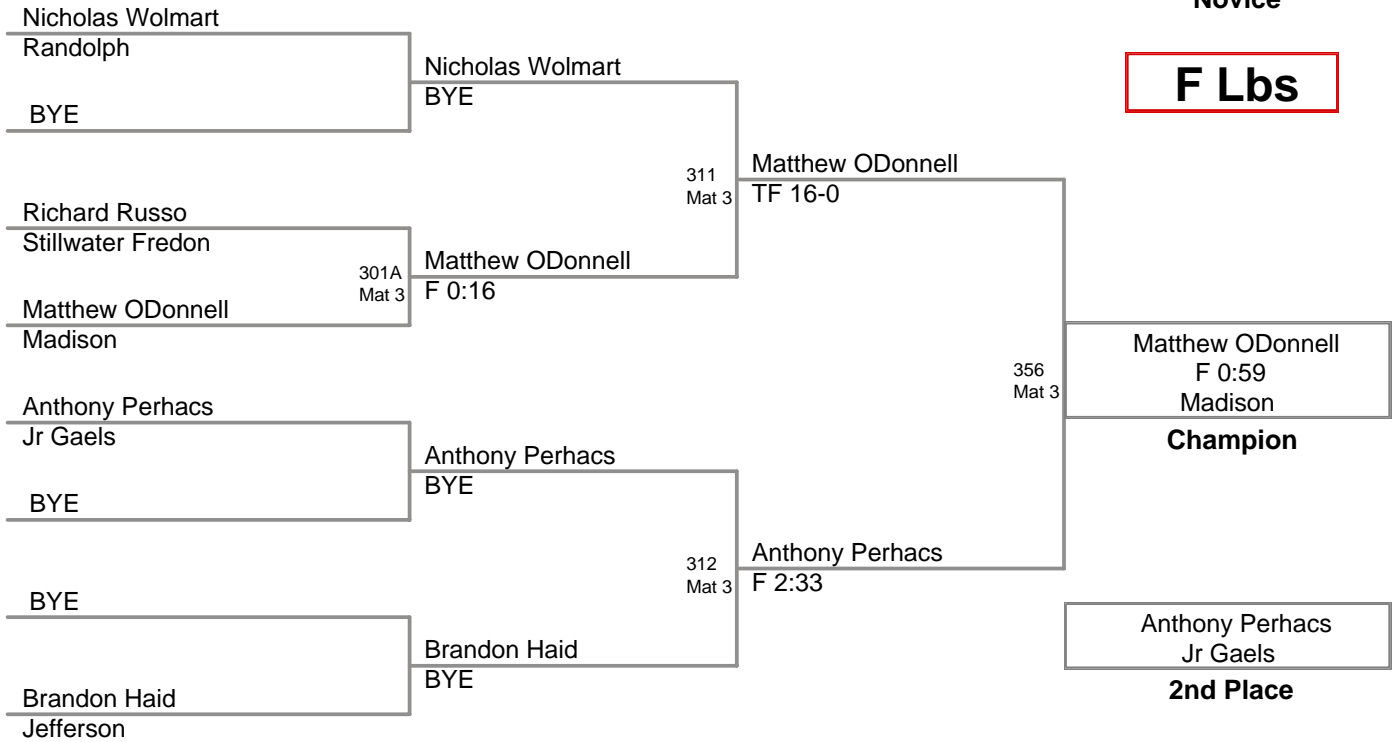 Novice
F Lbs
Nicholas Wolmart
Randolph
BYE
Richard Russo
Stillwater Fredon
Matthew ODonnell
Madison
Anthony Perhacs
Jr Gaels
BYE
BYE
Brandon Haid
Jefferson
Nicholas Wolmart
BYE
301A
Mat 3
Matthew ODonnell
F 0:16
Anthony Perhacs
BYE
Brandon Haid
BYE
311
Mat 3
Matthew ODonnell
TF 16-0
312
Mat 3
Anthony Perhacs
F 2:33
356
Mat 3
Matthew ODonnell
F 0:59
Madison
Champion
Anthony Perhacs
Jr Gaels
2nd Place